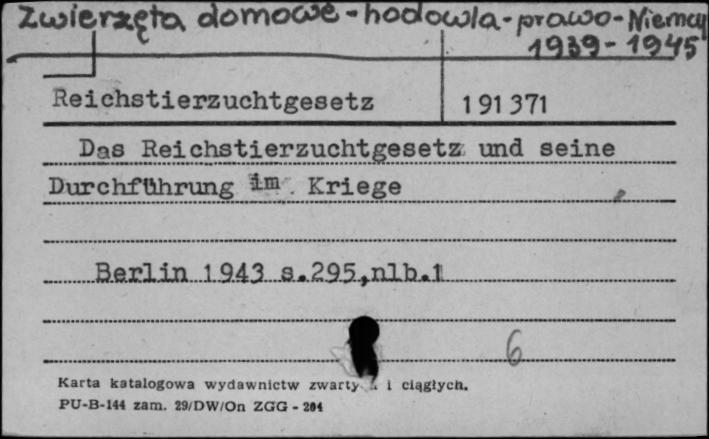 Zwierzęta domowe - hodowla - prawo - Niemcy
1939 - 1945
Reichstierzuchtgesetz 191371
Das Reichstierzuchtgesetz und seine
Durchführung im Kriege
Berlin 1943 s.295,nlb.1
6
Karta katalogowa wydawnictw zwarty i ciągłych.
PU-B-144 zam. 29/DW/On ZGG - 204